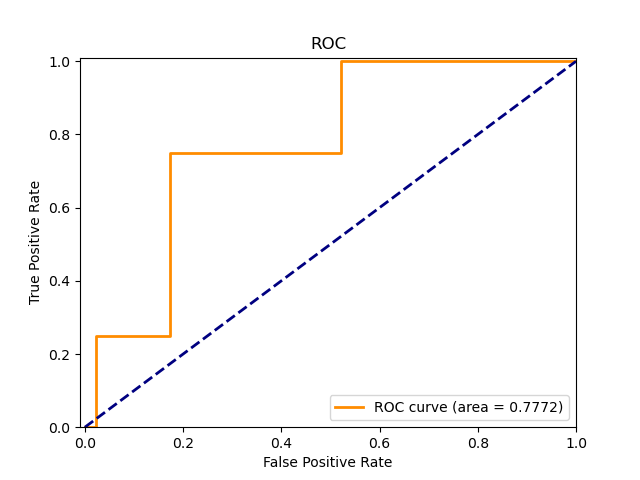 ROC
1.0
0.8
0.6
0.4
0.2
0.0
True Positive Rate
ROC curve (area = 0.7772)
0.0 0.2 0.4 0.6 0.8 1.0
False Positive Rate